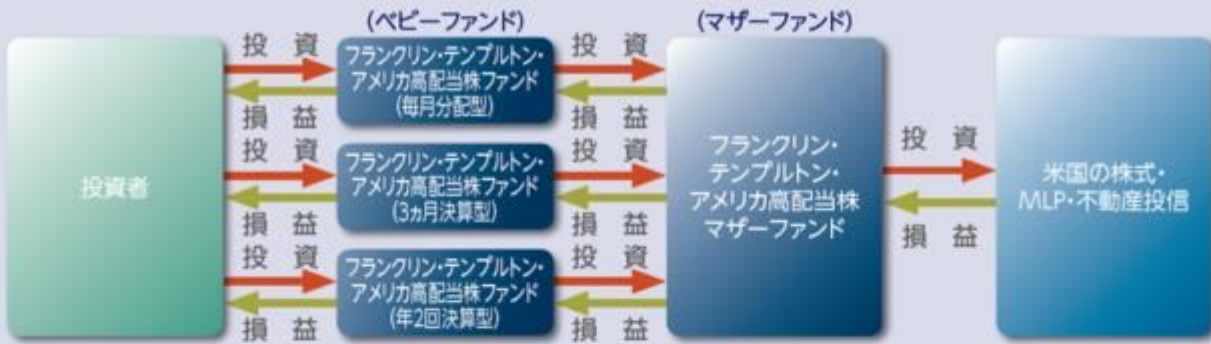 (ベビーファンド)
(マザーファンド)
投資者
投 資
損 益
フランクリン・テンプルトン・
アメリカ高配当株ファンド
(毎月分配型)
投 資
損 益
投 資
損 益
フランクリン・テンプルトン・
アメリカ高配当株ファンド
(3ヵ月決算型)
投 資
損 益
投 資
損 益
フランクリン・テンプルトン・
アメリカ高配当株ファンド
(年2回決算型)
投 資
損 益
フランクリン・
テンプルトン・
アメリカ高配当株
マザーファンド
投 資
損 益
米国の株式・
MLP・不動産投信